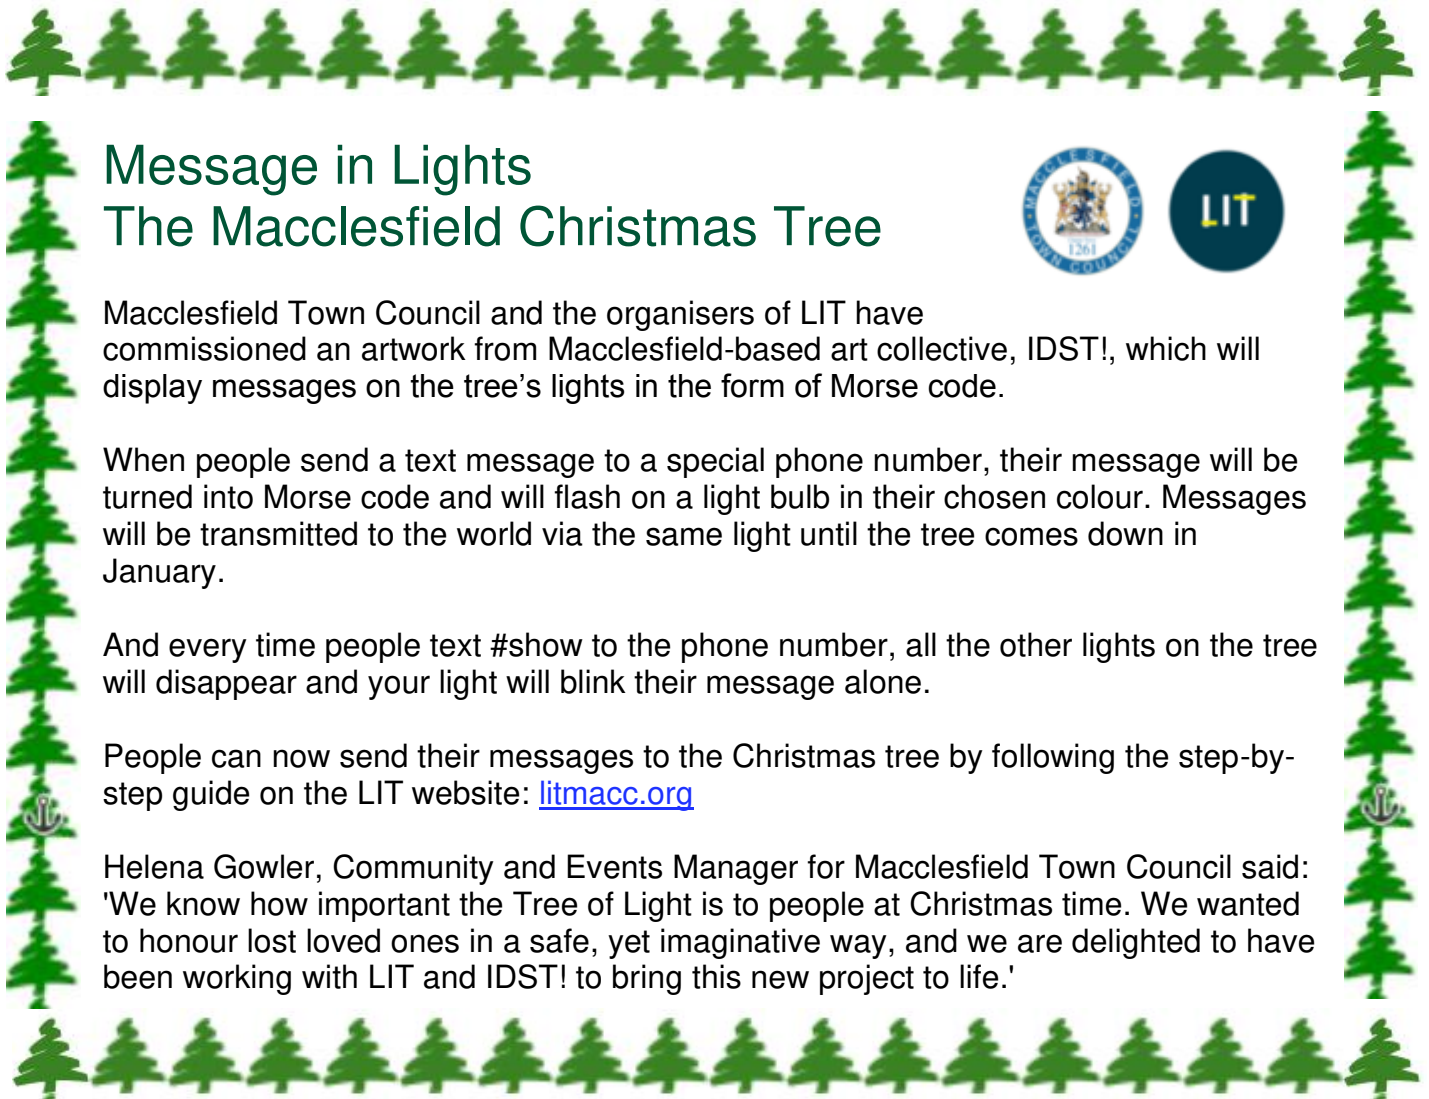 Message in Lights
The Macclesfield Christmas Tree
MACCLESFIELD
1261
TOWN COUNCIL
LIT
Macclesfield Town Council and the organisers of LIT have
commissioned an artwork from Macclesfield-based art collective, IDST!, which will
display messages on the tree’s lights in the form of Morse code.
When people send a text message to a special phone number, their message will be
turned into Morse code and will flash on a light bulb in their chosen colour. Messages
will be transmitted to the world via the same light until the tree comes down in
January.
And every time people text #show to the phone number, all the other lights on the tree
will disappear and your light will blink their message alone.
People can now send their messages to the Christmas tree by following the step-by-
step guide on the LIT website: litmacc.org
Helena Gowler, Community and Events Manager for Macclesfield Town Council said:
'We know how important the Tree of Light is to people at Christmas time. We wanted
to honour lost loved ones in a safe, yet imaginative way, and we are delighted to have
been working with LIT and IDST! to bring this new project to life.'